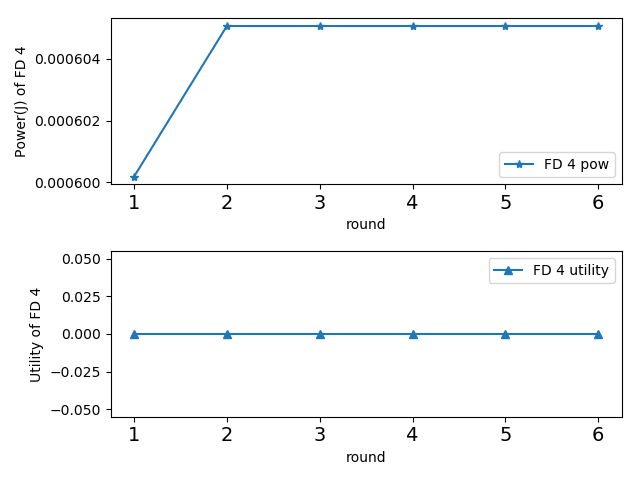 Power(J) of FD 4
0.000604
0.000602
0.000600
FD 4 pow
1 2 3 4 5 6
round
Utility of FD 4
0.050
0.025
0.000
−0.025
−0.050
FD 4 utility
1 2 3 4 5 6
round